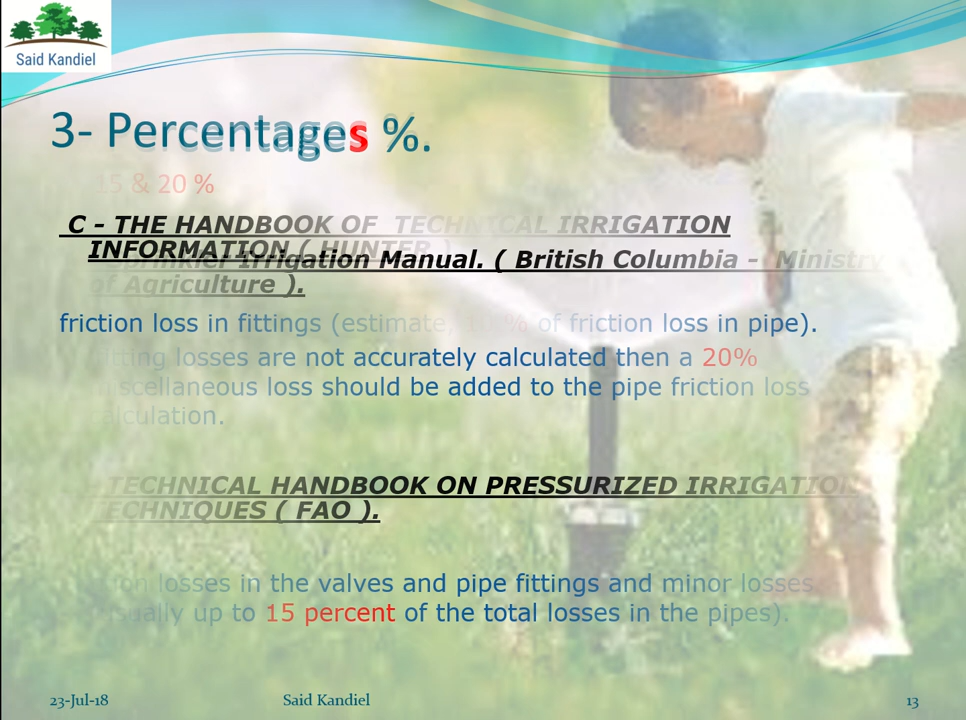 Said Kandiel
3- Percentages %.
15 & 20 %
C - THE HANDBOOK OF TECHNICAL IRRIGATION
INFORMATION ( HUNTER )
Sprinkler Irrigation Manual. ( British Columbia - Ministry
of Agriculture ).
friction loss in fittings (estimate, % of friction loss in pipe).
fitting losses are not accurately calculated then a 20%
miscellaneous loss should be added to the pipe friction loss
calculation.
TECHNICAL HANDBOOK ON PRESSURIZED IRRIGATION
TECHNIQUES ( FAO ).
losses in the valves and pipe fittings and minor losses
usually up to 15 percent of the total losses in the pipes).
23-Jul-18
Said Kandiel
13